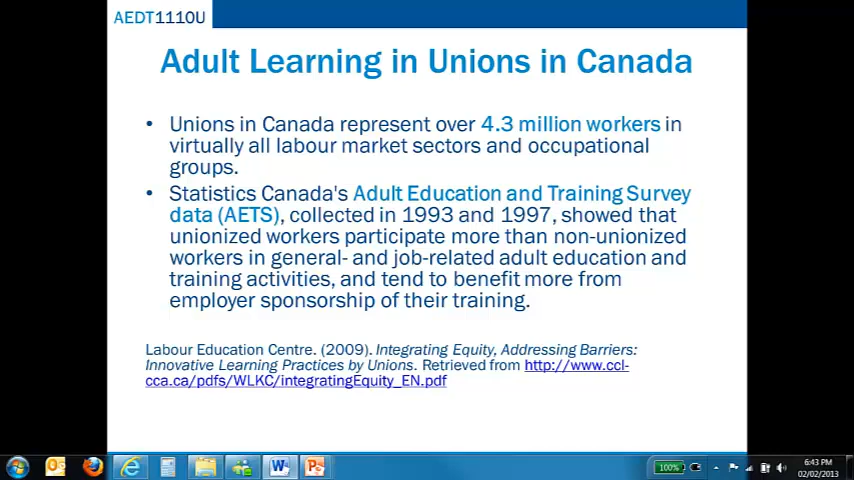 AEDT1110U
Adult Learning in Unions in Canada
• Unions in Canada represent over 4.3 million workers in
virtually all labour market sectors and occupational
groups.
• Statistics Canada's Adult Education and Training Survey
data (AETS), collected in 1993 and 1997, showed that
unionized workers participate more than non-unionized
workers in general- and job-related adult education and
training activities, and tend to benefit more from
employer sponsorship of their training.
Labour Education Centre. (2009). Integrating Equity, Addressing Barriers:
Innovative Learning Practices by Unions. Retrieved from http://www.ccl-
cca.ca/pdfs/WLKC/integratingEquity_EN.pdf
100%
6:43 PM
02/02/2013